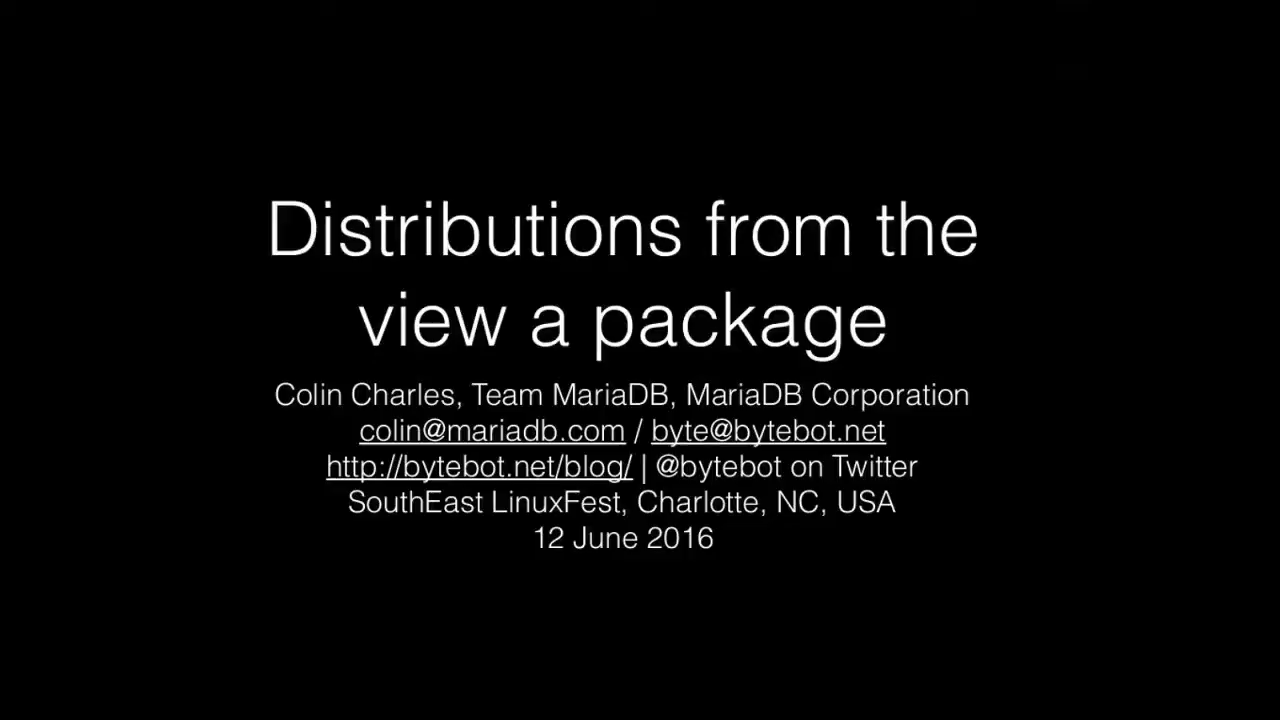 Distributions from the
view a package
Colin Charles, Team MariaDB, MariaDB Corporation
colin@mariadb.com / byte@bytebot.net
http://bytebot.net/blog/ | @bytebot on Twitter
SouthEast LinuxFest, Charlotte, NC, USA
12 June 2016